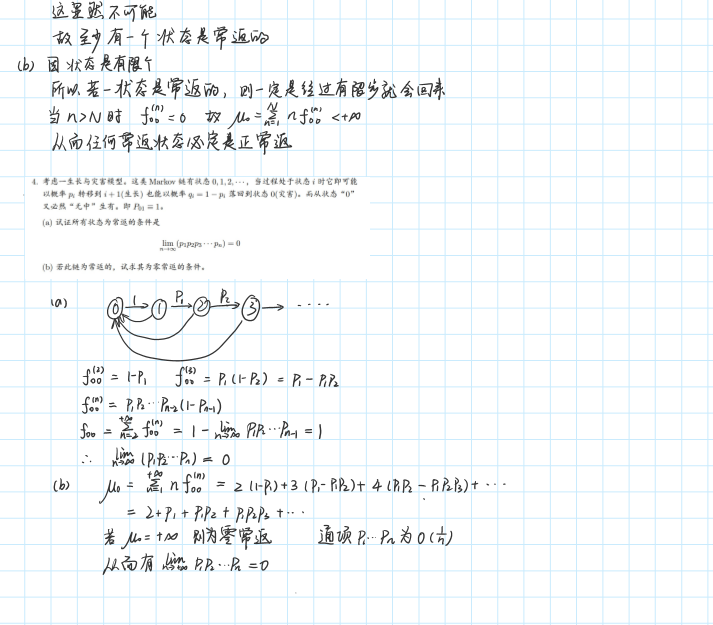 这显然不可能
故至少有一个状态是常返的
(b) 因状态是有限个
所以若一状态是常返的，则一定是经过有限步就会回来
当 n>N 时 f₀₀⁽ⁿ⁾=0 故 μ₀=∑ₙ₌₁ᴺ n f₀₀⁽ⁿ⁾ <+∞
从而任何常返状态必定是正常返
4. 考虑一生长与灾害模型。这类 Markov 链有状态 0, 1, 2, ⋯，当过程处于状态 i 时它即可能
以概率 pᵢ 转移到 i + 1(生长) 也能以概率 qᵢ = 1 − pᵢ 落回到状态 0(灾害)。而从状态 “0”
又必然 “无中” 生有。即 P₀₁ ≡ 1。
(a) 试证所有状态为常返的条件是
lim_{n→∞} (p₁p₂p₃ ⋯ pₙ) = 0
(b) 若此链为常返的，试求其为零常返的条件。
(a) 0 1 1 P₁ 2 P₂ 3 ⋯⋯
f₀₀⁽²⁾ = 1-P₁ f₀₀⁽³⁾ = P₁(1-P₂) = P₁ - P₁P₂
f₀₀⁽ⁿ⁾ = P₁P₂⋯Pₙ₋₂(1-Pₙ₋₁)
f₀₀ = ∑ₙ₌₂^{+∞} f₀₀⁽ⁿ⁾ = 1 - lim_{n→∞} P₁P₂⋯Pₙ₋₁ = 1
∴ lim_{n→∞} (P₁P₂⋯Pₙ) = 0
(b) μ₀ = ∑ₙ₌₁^{+∞} n f₀₀⁽ⁿ⁾ = 2(1-P₁)+3(P₁-P₁P₂)+4(P₁P₂-P₁P₂P₃)+⋯
= 2+P₁+P₁P₂+P₁P₂P₃+⋯
若 μ₀=+∞ 则为零常返 通项 P₁⋯Pₙ 为 O(1/n)
从而有 lim_{n→∞} P₁P₂⋯Pₙ=0